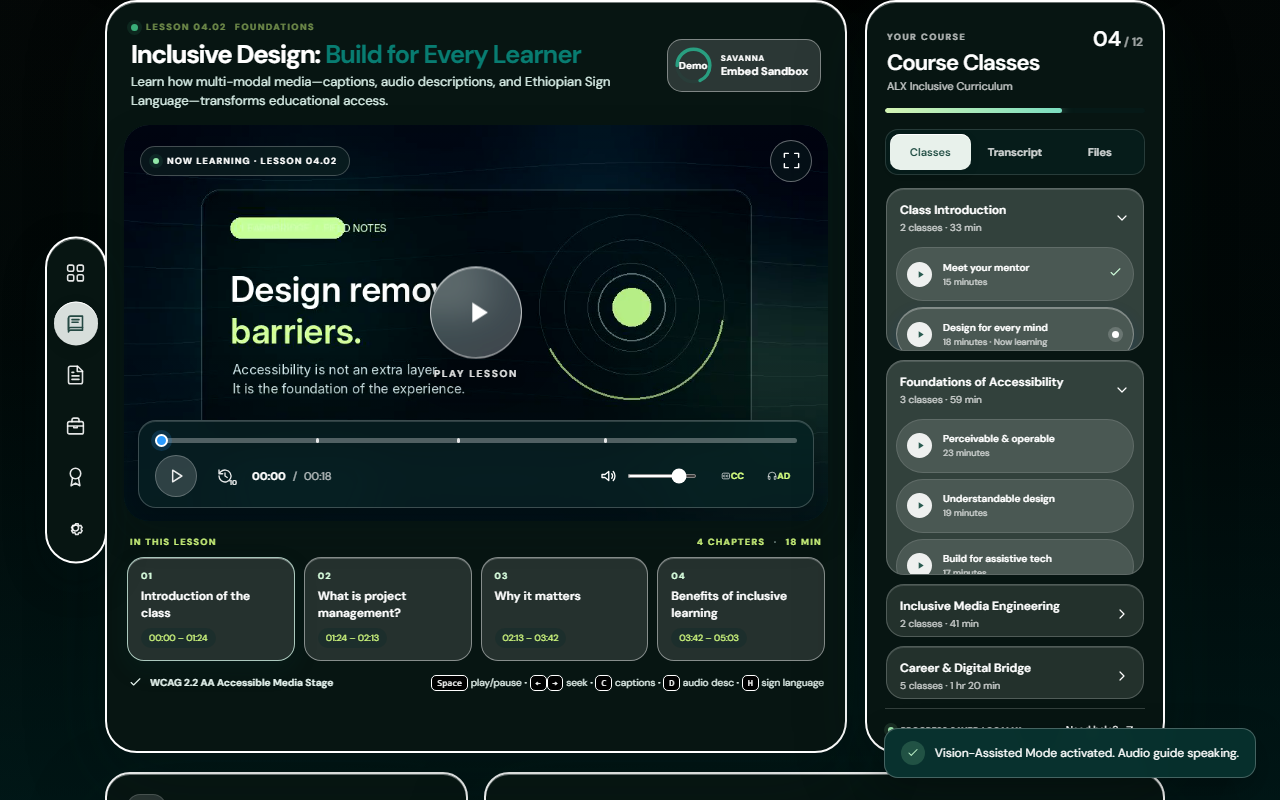 LESSON 04.02 FOUNDATIONS
Inclusive Design: Build for Every Learner
Learn how multi-modal media—captions, audio descriptions, and Ethiopian Sign
Language—transforms educational access.
Demo
SAVANNA
Embed Sandbox
NOW LEARNING · LESSON 04.02
NOTES
Design
barriers.
Accessibility is not an extra layer.
It is the foundation of the experience.
PLAY LESSON
00:00 / 00:18
10
CC
AD
IN THIS LESSON
4 CHAPTERS · 18 MIN
01
Introduction of the
class
00:00 – 01:24
02
What is project
management?
01:24 – 02:13
03
Why it matters
02:13 – 03:42
04
Benefits of inclusive
learning
03:42 – 05:03
WCAG 2.2 AA Accessible Media Stage
Space play/pause · ← → seek · C captions · D audio desc · H sign language
YOUR COURSE
04 / 12
Course Classes
ALX Inclusive Curriculum
Classes
Transcript
Files
Class Introduction
2 classes · 33 min
Meet your mentor
15 minutes
Design for every mind
18 minutes · Now learning
Foundations of Accessibility
3 classes · 59 min
Perceivable & operable
23 minutes
Understandable design
19 minutes
Build for assistive tech
17 minutes
Inclusive Media Engineering
2 classes · 41 min
Career & Digital Bridge
5 classes · 1 hr 20 min
Vision-Assisted Mode activated. Audio guide speaking.